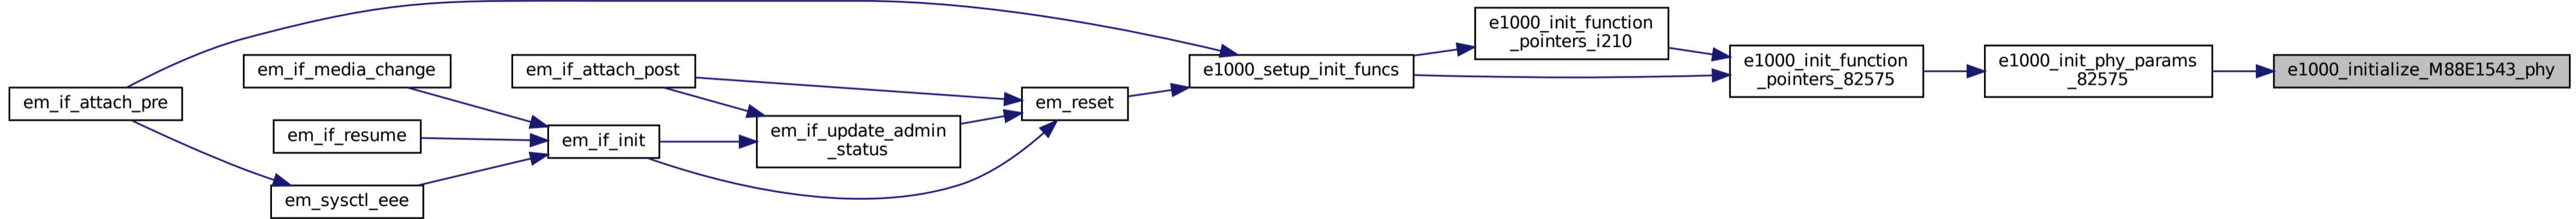 em_if_attach_pre
em_if_media_change
em_if_resume
em_sysctl_eee
em_if_attach_post
em_if_init
em_if_update_admin
_status
em_reset
e1000_setup_init_funcs
e1000_init_function
_pointers_i210
e1000_init_function
_pointers_82575
e1000_init_phy_params
_82575
e1000_initialize_M88E1543_phy